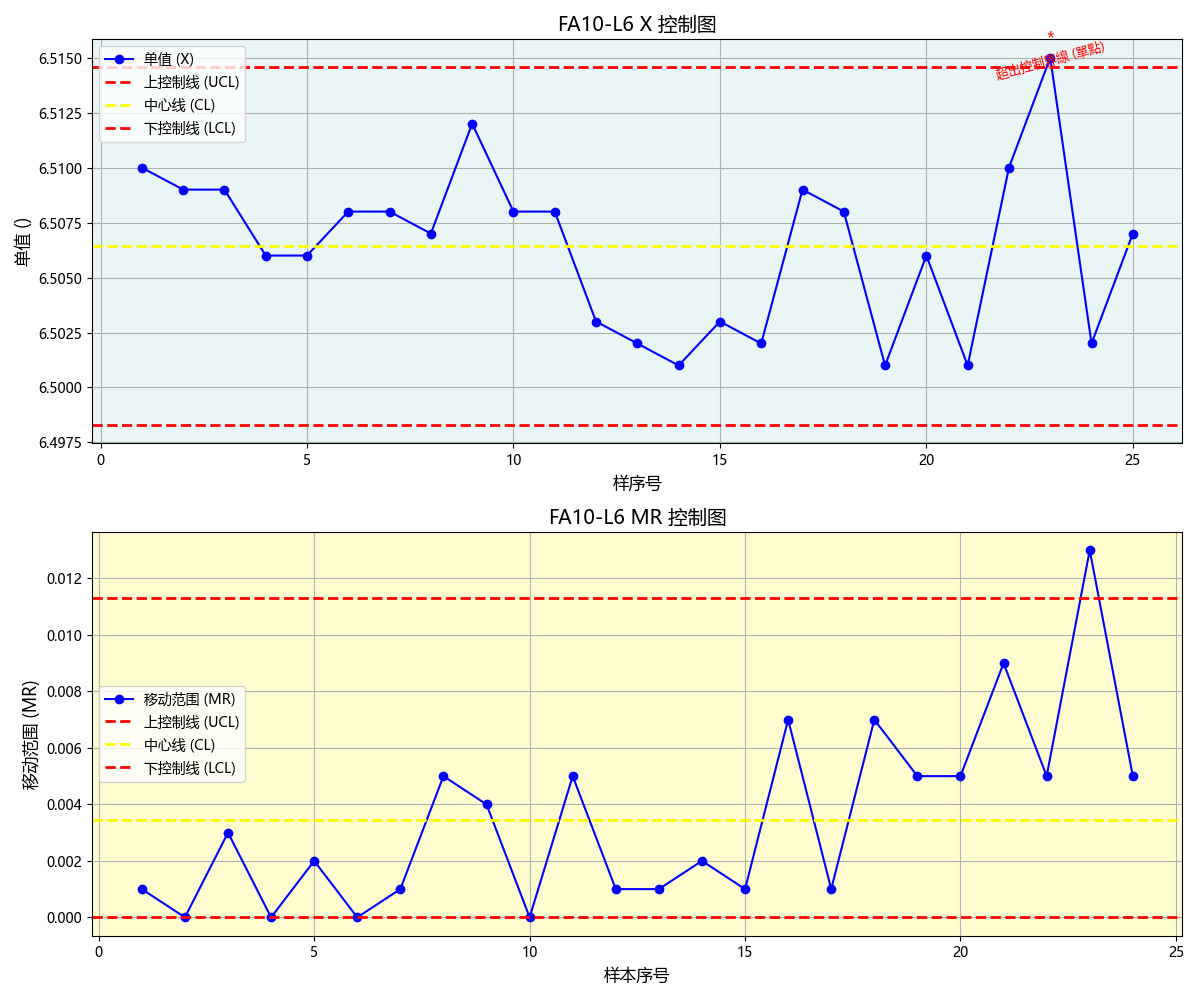 FA10-L6 X 控制图
*
超出控制界線 (單點)
单值 (X)
上控制线 (UCL)
中心线 (CL)
下控制线 (LCL)
单值 ()
6.5150
6.5125
6.5100
6.5075
6.5050
6.5025
6.5000
6.4975
0 5 10 15 20 25
样序号
FA10-L6 MR 控制图
移动范围 (MR)
上控制线 (UCL)
中心线 (CL)
下控制线 (LCL)
移动范围 (MR)
0.012
0.010
0.008
0.006
0.004
0.002
0.000
0 5 10 15 20 25
样本序号